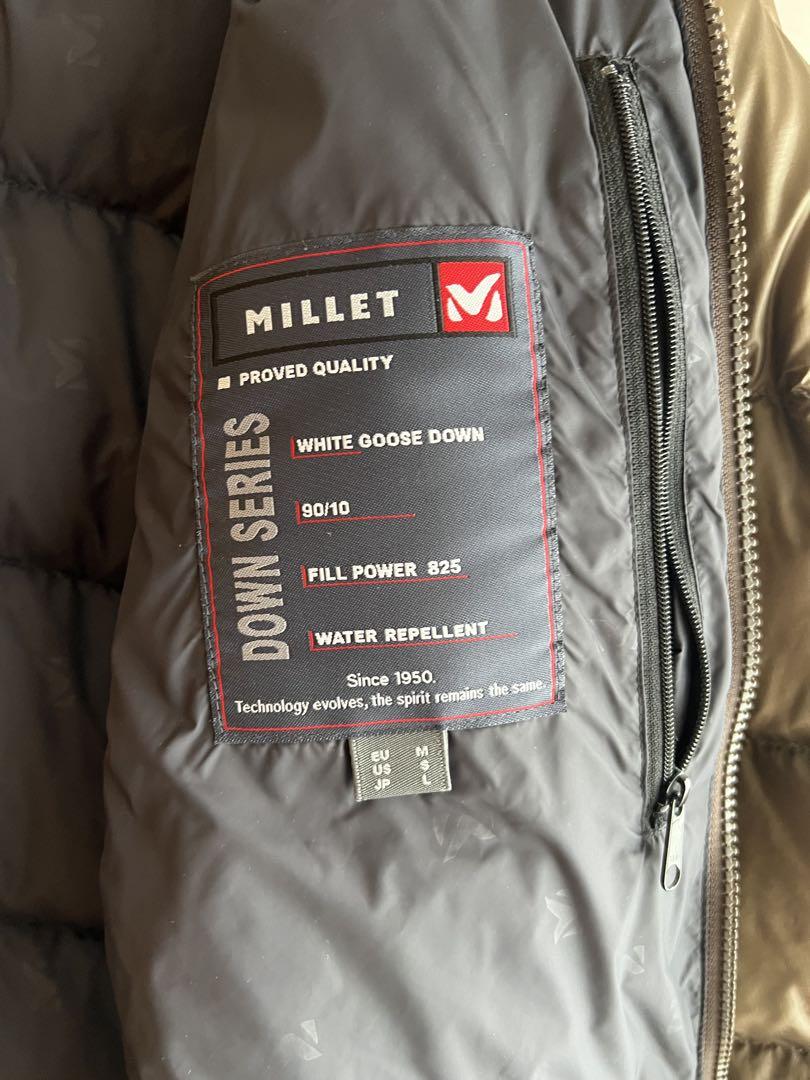 MILLET
PROVED QUALITY
DOWN SERIES
WHITE GOOSE DOWN
90/10
FILL POWER 825
WATER REPELLENT
Since 1950.
Technology evolves, the spirit remains the same.
EU M
US S
JP L